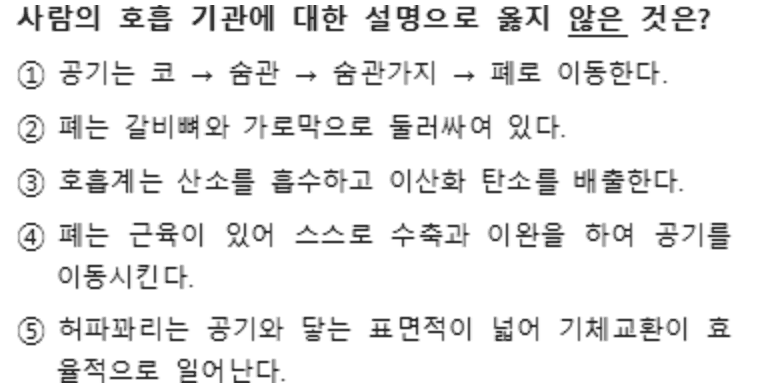 사람의 호흡 기관에 대한 설명으로 옳지 않은 것은?
① 공기는 코 → 숨관 → 숨관가지 → 폐로 이동한다.
② 폐는 갈비뼈와 가로막으로 둘러싸여 있다.
③ 호흡계는 산소를 흡수하고 이산화 탄소를 배출한다.
④ 폐는 근육이 있어 스스로 수축과 이완을 하여 공기를
이동시킨다.
⑤ 허파꽈리는 공기와 닿는 표면적이 넓어 기체교환이 효
율적으로 일어난다.